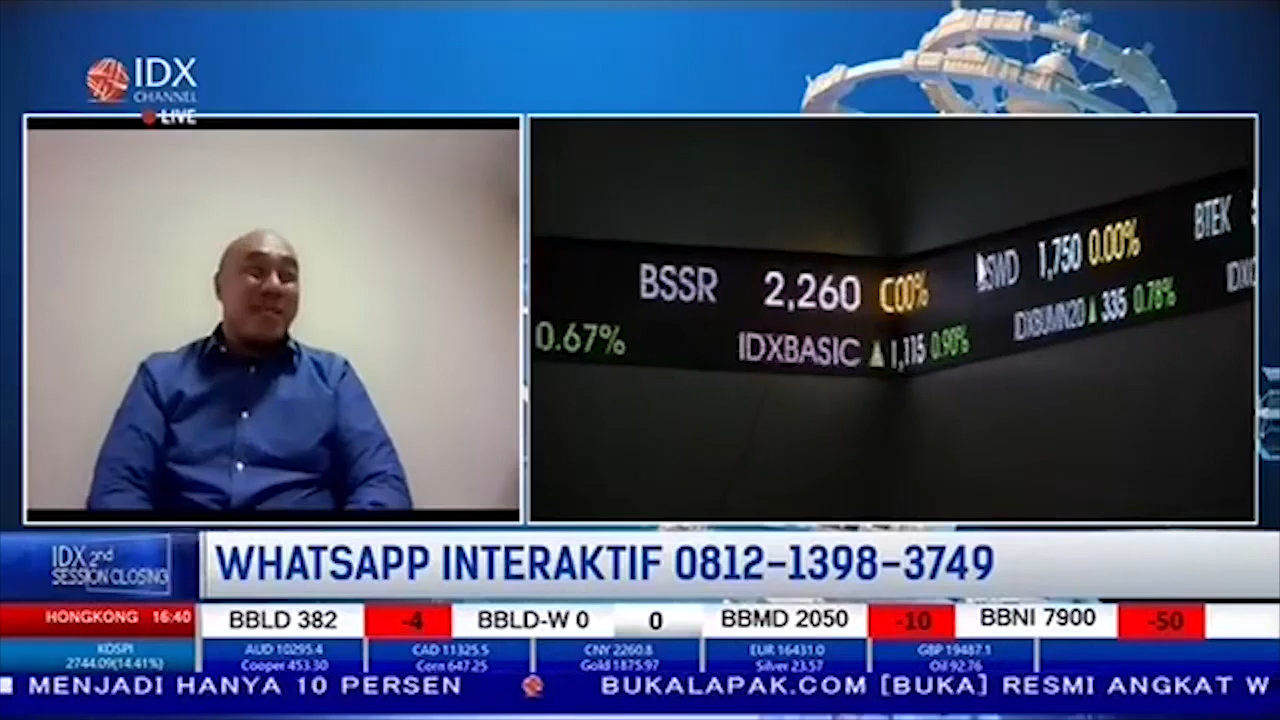 IDX
CHANNEL
LIVE
BSSR 2,260
0.67% IDXBASIC ▲ 1,115 0.90%
1,750 0.00% BTEK
IDXBUMN20 ▲ 335 0.78%
IDX 2nd
SESSION CLOSING
WHATSAPP INTERAKTIF 0812-1398-3749
HONGKONG 16:40
BBLD 382 -4 BBLD-W 0 0 BBMD 2050 -10 BBNI 7900 -50
KOSPI
2744.09(14.41%)
AUD 10295.4 CAD 11325.5 CNY 2260.8 EUR 16431.0 GBP 19487.1
Cooper 453.30 Corn 647.25 Gold 1875.97 Silver 23.57 Oil 92.76
MENJADI HANYA 10 PERSEN BUKALAPAK.COM [BUKA] RESMI ANGKAT W